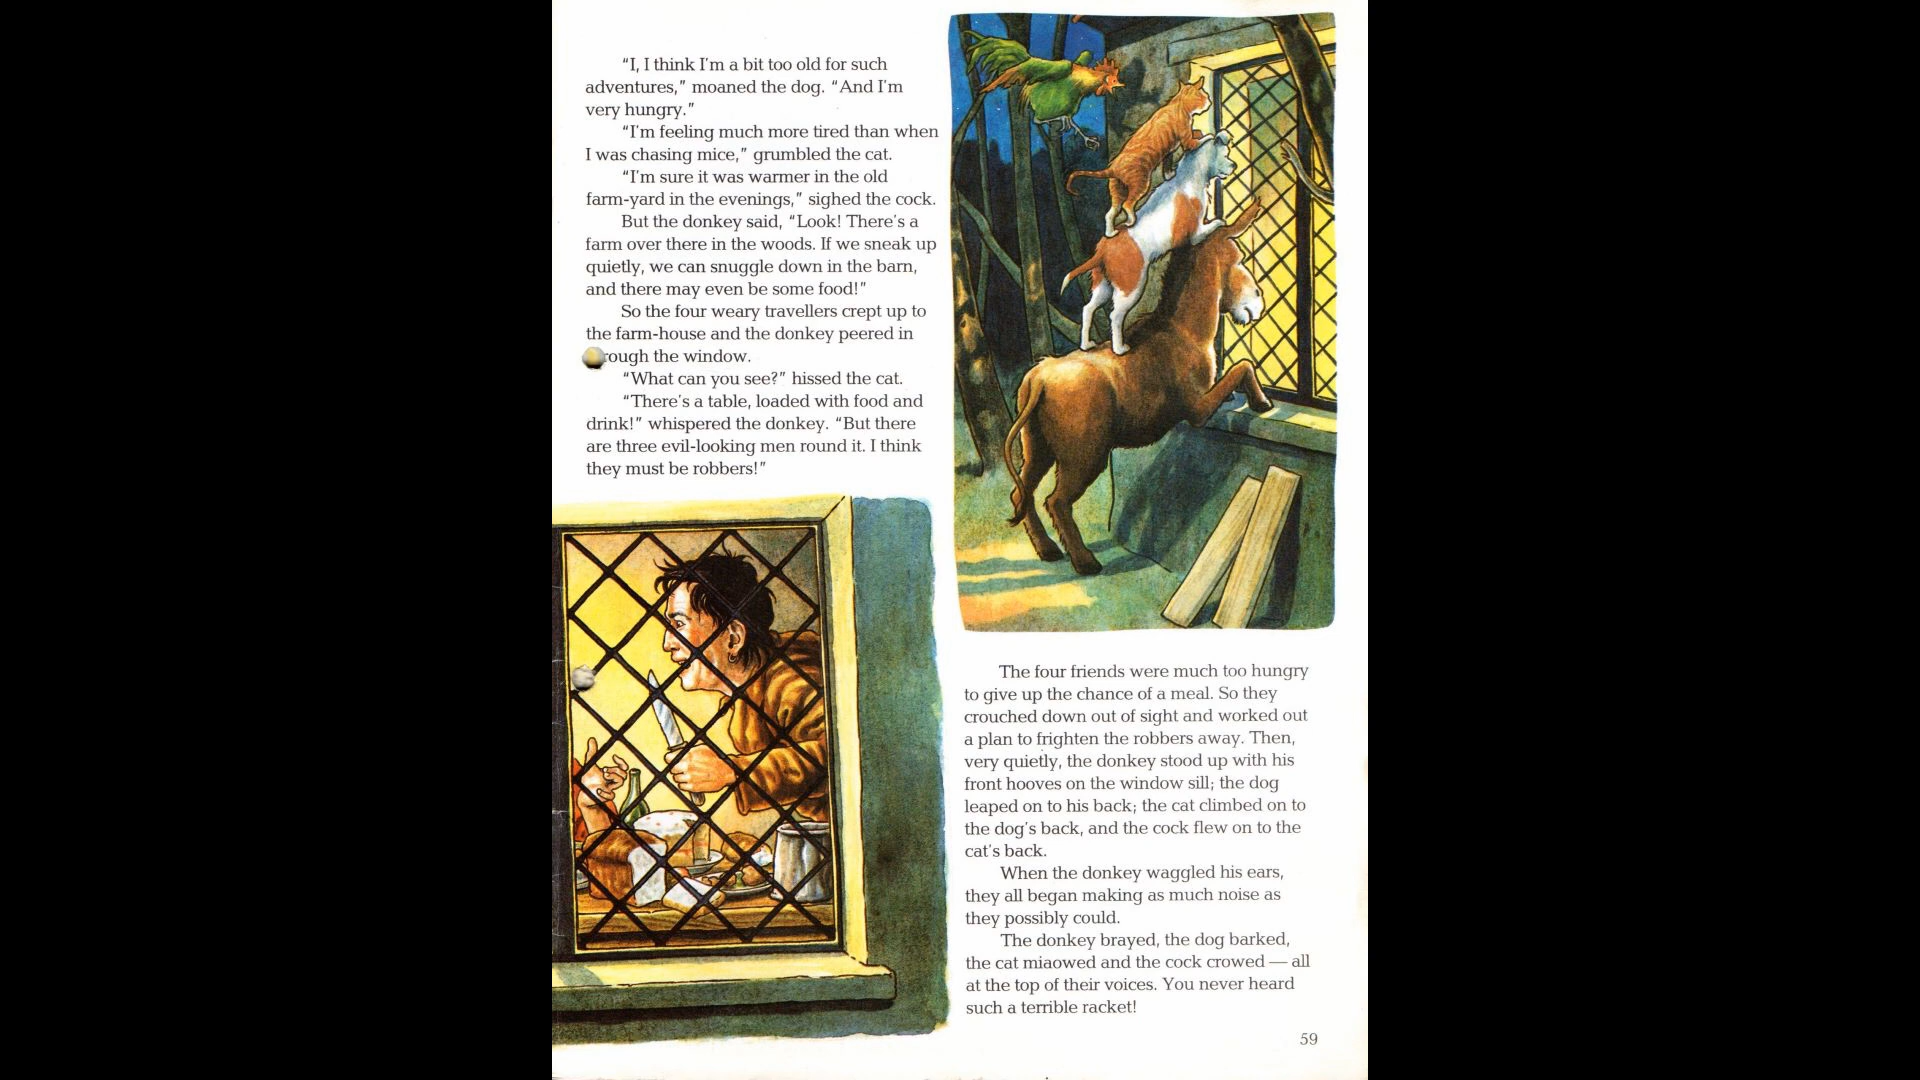 “I, I think I'm a bit too old for such
adventures,” moaned the dog. “And I'm
very hungry.”
“I'm feeling much more tired than when
I was chasing mice,” grumbled the cat.
“I'm sure it was warmer in the old
farm-yard in the evenings,” sighed the cock.
But the donkey said, “Look! There's a
farm over there in the woods. If we sneak up
quietly, we can snuggle down in the barn,
and there may even be some food!”
So the four weary travellers crept up to
the farm-house and the donkey peered in
rough the window.
“What can you see?” hissed the cat.
“There's a table, loaded with food and
drink!” whispered the donkey. “But there
are three evil-looking men round it. I think
they must be robbers!”
The four friends were much too hungry
to give up the chance of a meal. So they
crouched down out of sight and worked out
a plan to frighten the robbers away. Then,
very quietly, the donkey stood up with his
front hooves on the window sill; the dog
leaped on to his back; the cat climbed on to
the dog's back, and the cock flew on to the
cat's back.
When the donkey waggled his ears,
they all began making as much noise as
they possibly could.
The donkey brayed, the dog barked,
the cat miaowed and the cock crowed — all
at the top of their voices. You never heard
such a terrible racket!
59